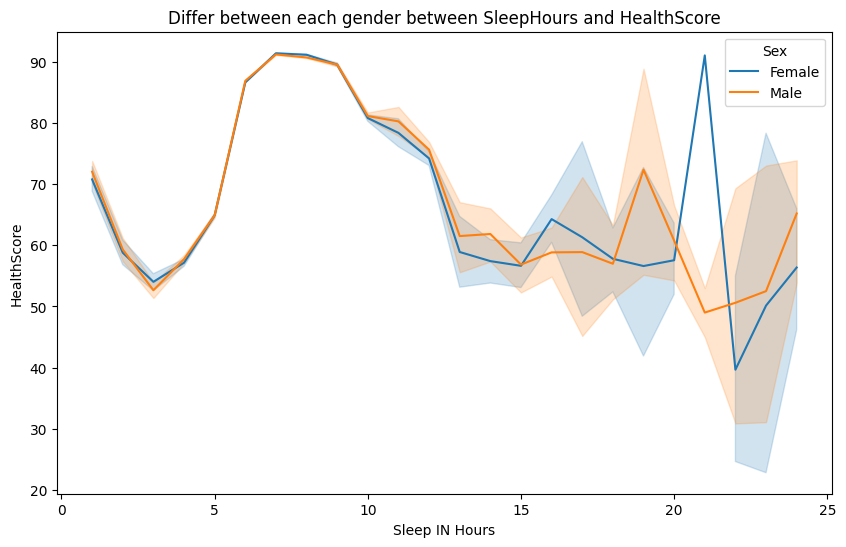 Differ between each gender between SleepHours and HealthScore
Sex
Female
Male
HealthScore
90
80
70
60
50
40
30
20
0
5
10
15
20
25
Sleep IN Hours